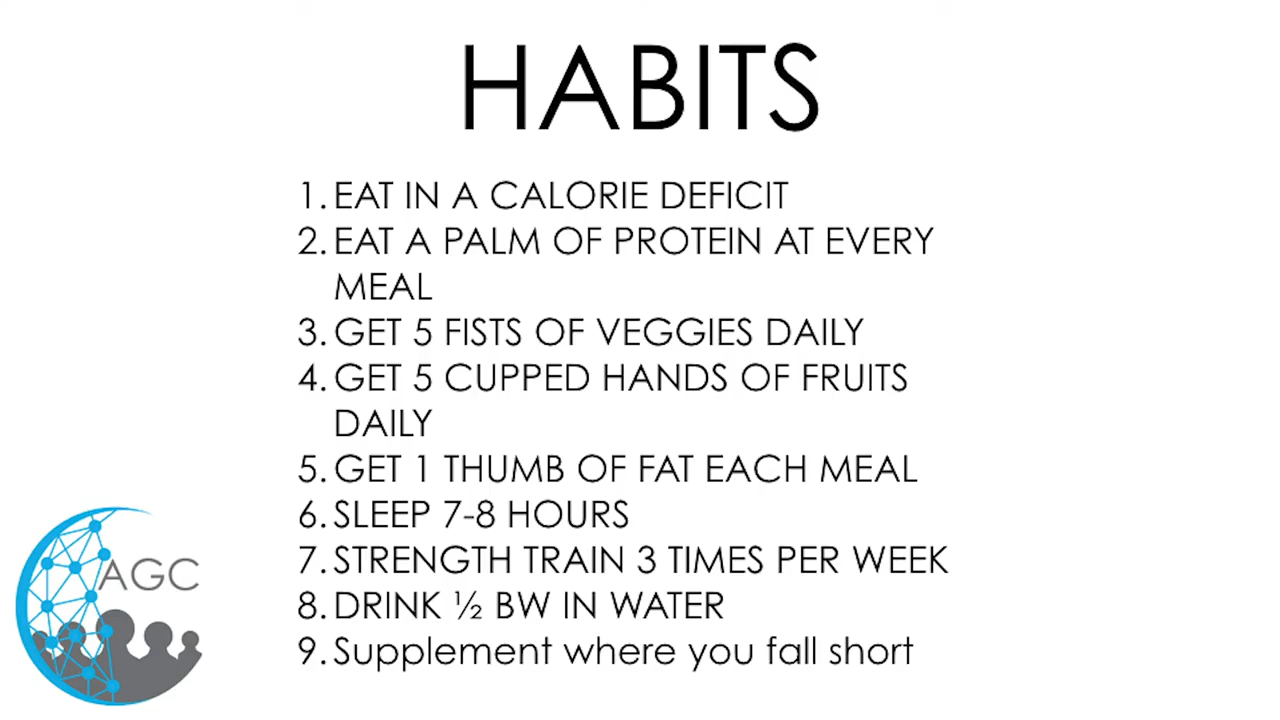 HABITS
1. EAT IN A CALORIE DEFICIT
2. EAT A PALM OF PROTEIN AT EVERY
MEAL
3. GET 5 FISTS OF VEGGIES DAILY
4. GET 5 CUPPED HANDS OF FRUITS
DAILY
5. GET 1 THUMB OF FAT EACH MEAL
6. SLEEP 7-8 HOURS
7. STRENGTH TRAIN 3 TIMES PER WEEK
8. DRINK ½ BW IN WATER
9. Supplement where you fall short
AGC